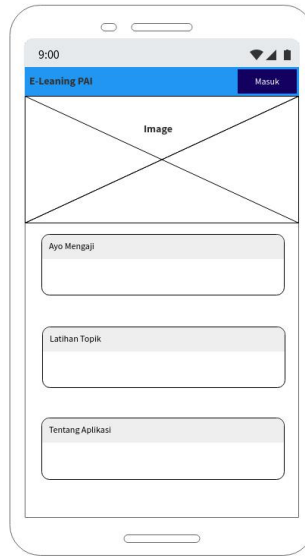 9:00
E-Leaning PAI
Masuk
Image
Ayo Mengaji
Latihan Topik
Tentang Aplikasi